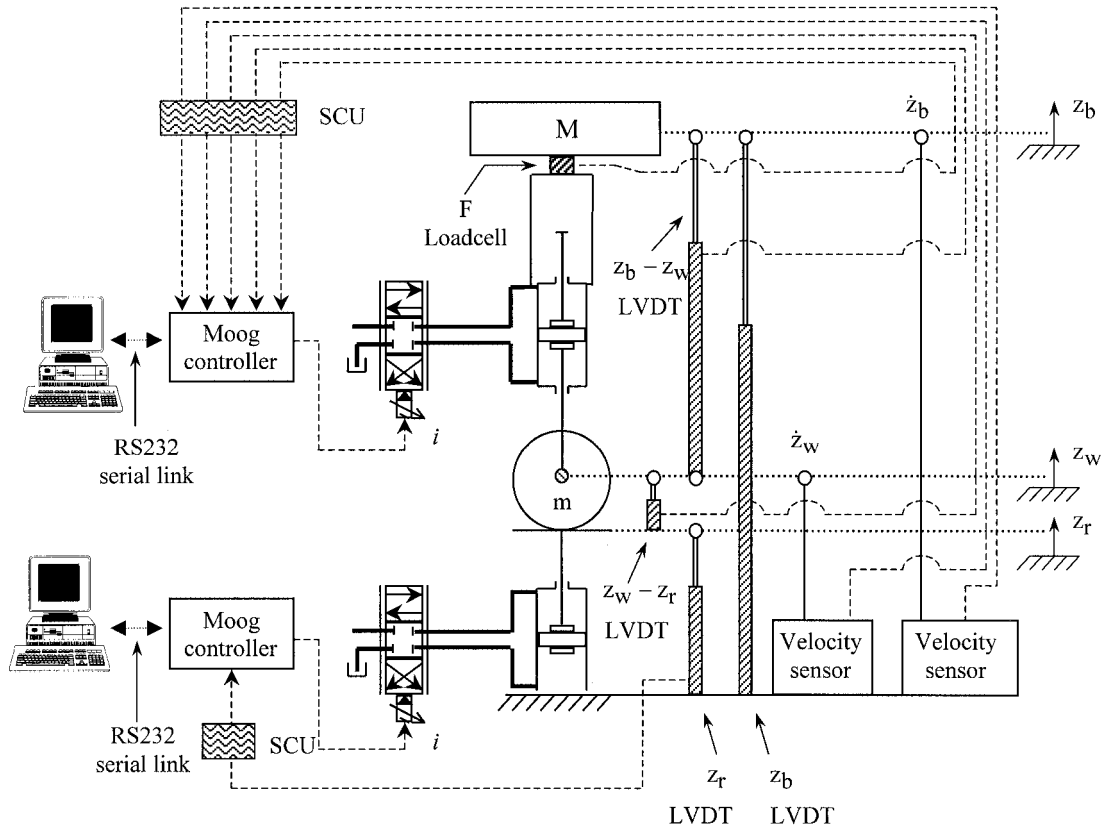 SCU
M
ż_b
z_b
F
Loadcell
z_b – z_w
LVDT
Moog
controller
RS232
serial link
i
ż_w
z_w
m
z_r
z_w – z_r
LVDT
Moog
controller
Velocity
sensor
Velocity
sensor
RS232
serial link
SCU
i
z_r
LVDT
z_b
LVDT